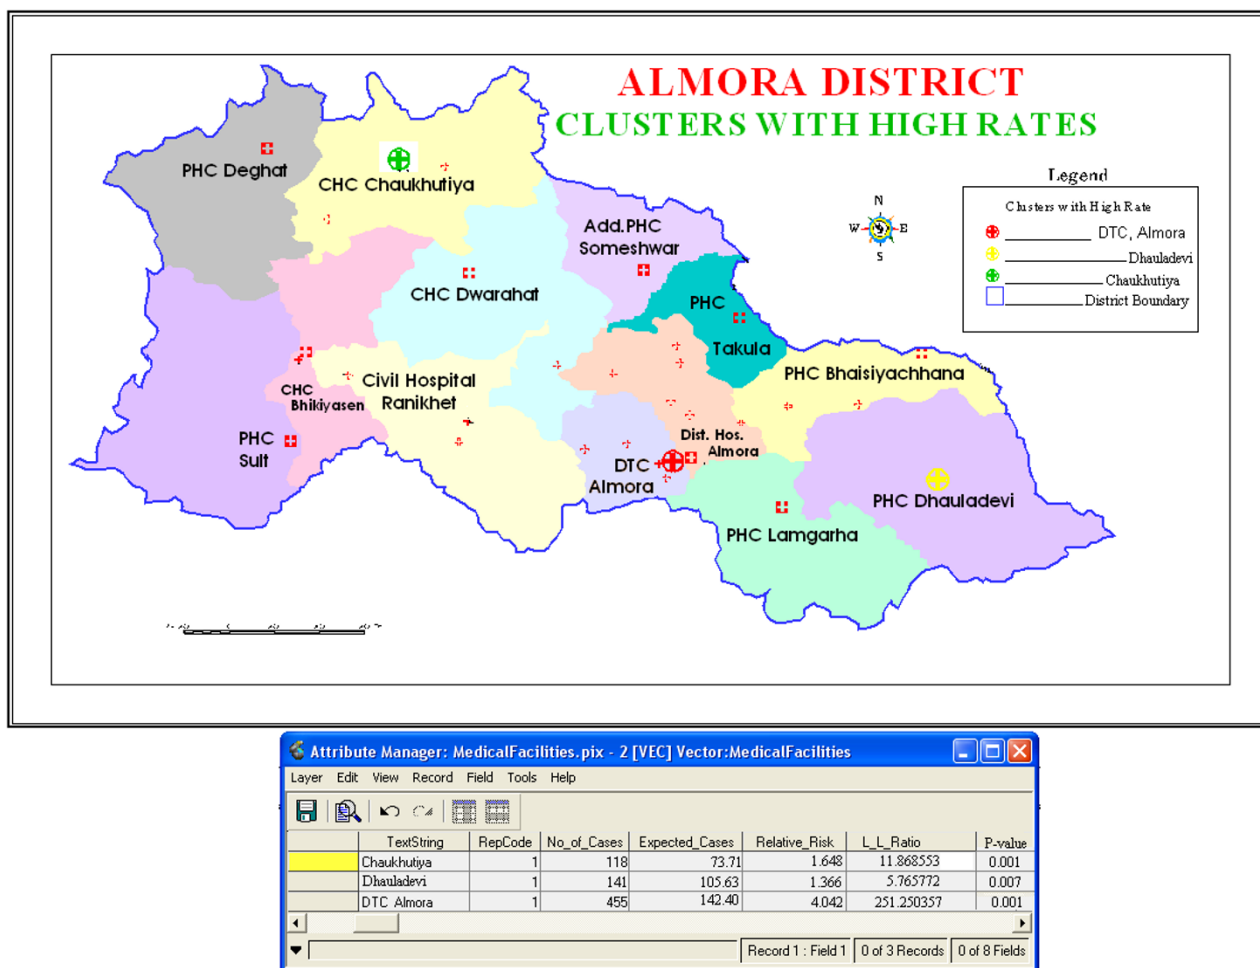 ALMORA DISTRICT
CLUSTERS WITH HIGH RATES
PHC Deghat
CHC Chaukhutiya
Add.PHC
Someshwar
CHC Dwarahat
PHC
Takula
PHC Bhaisiyachhana
Civil Hospital
Ranikhet
CHC
Bhikiyasen
PHC
Sult
Dist. Hos.
Almora
DTC
Almora
PHC Dhauladevi
PHC Lamgarha
N
W E
S
Legend
Clusters with High Rate
DTC, Almora
Dhauladevi
Chaukhutiya
District Boundary
Attribute Manager: MedicalFacilities.pix - 2 [VEC] Vector:MedicalFacilities
Layer Edit View Record Field Tools Help
TextString RepCode No_of_Cases Expected_Cases Relative_Risk L_L_Ratio P-value
Chaukhutiya 1 118 73.71 1.648 11.868553 0.001
Dhauladevi 1 141 105.63 1.366 5.765772 0.007
DTC Almora 1 455 142.40 4.042 251.250357 0.001
Record 1 : Field 1 0 of 3 Records 0 of 8 Fields